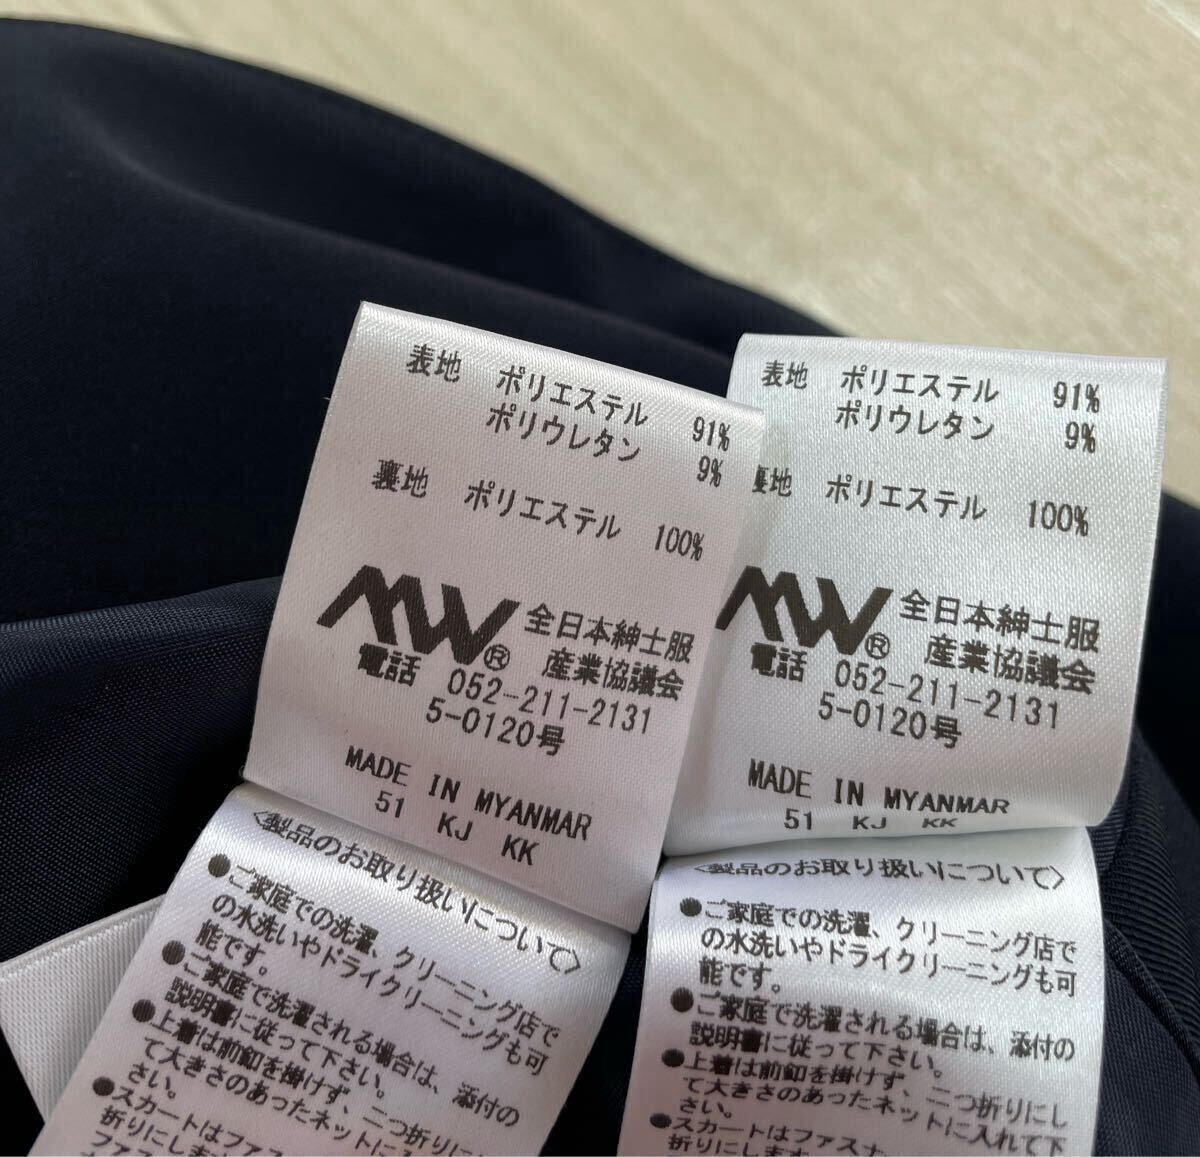 表地 ポリエステル 91%
ポリウレタン 9%
裏地 ポリエステル 100%
MW® 全日本紳士服
産業協議会
電話 052-211-2131
5-0120号
MADE IN MYANMAR
51 KJ KK
<製品のお取り扱いについて>
●ご家庭での洗濯、クリーニング店で
の水洗いやドライクリーニングも可
能です。
●ご家庭で洗濯される場合は、添付の
説明書に従って下さい。
●上着は前釦を掛けず、二つ折りにし
て大きさのあったネットに入
さい。
●スカートはファス
折りにします
ファス
表地 ポリエステル 91%
ポリウレタン 9%
裏地 ポリエステル 100%
MW® 全日本紳士服
産業協議会
電話 052-211-2131
5-0120号
MADE IN MYANMAR
51 KJ KK
<製品のお取り扱いについて>
●ご家庭での洗濯、クリーニング店で
の水洗いやドライクリーニングも可
能です。
●ご家庭で洗濯される場合は、添付の
説明書に従って下さい。
●上着は前釦を掛けず、二つ折りにし
て大きさのあったネットに入れて下
さい。
●スカートはファスナ
折りにし